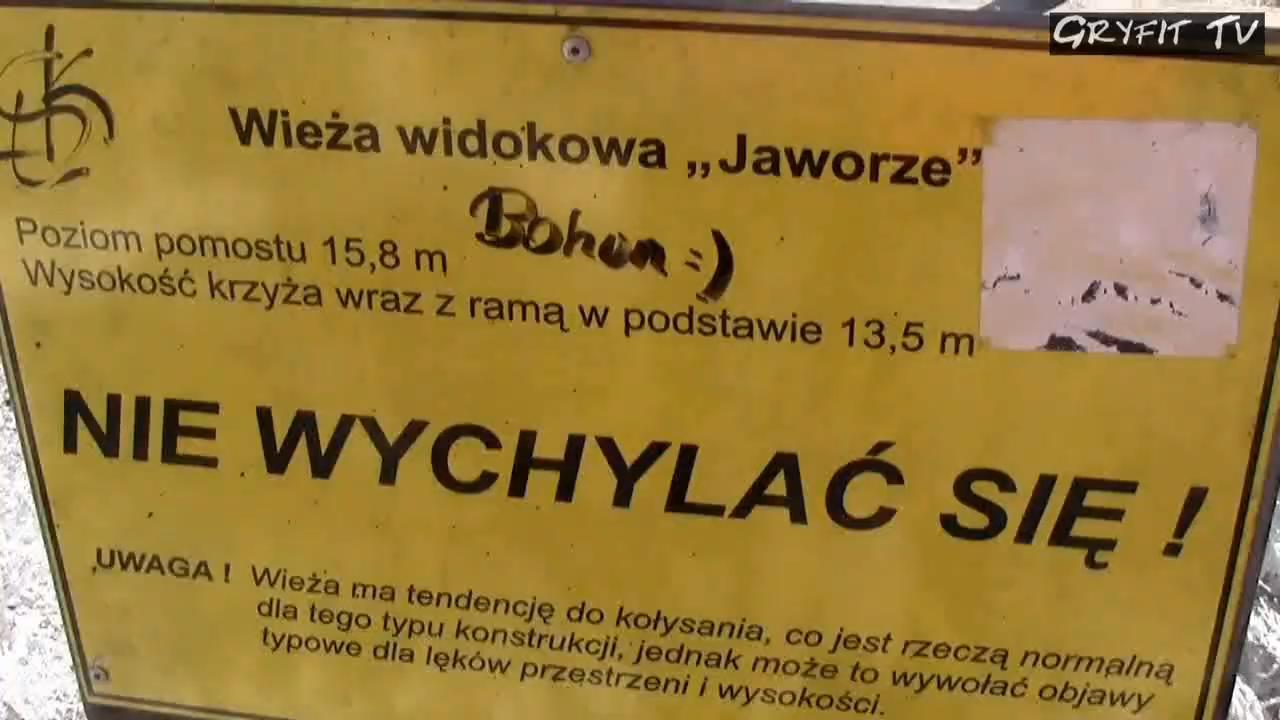 GRYFIT TV
Wieża widokowa „Jaworze”
Bohun =)
Poziom pomostu 15,8 m
Wysokość krzyża wraz z ramą w podstawie 13,5 m
NIE WYCHYLAĆ SIĘ !
UWAGA ! Wieża ma tendencję do kołysania, co jest rzeczą normalną
dla tego typu konstrukcji, jednak może to wywołać objawy
typowe dla lęków przestrzeni i wysokości.